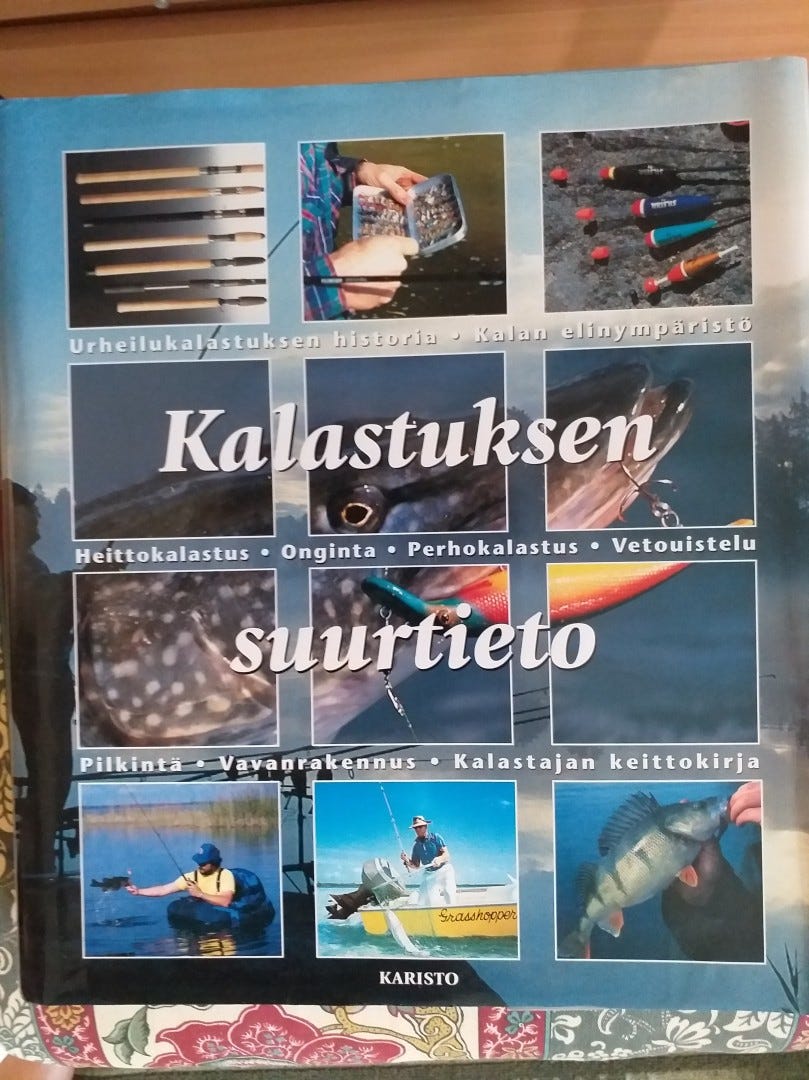 Urheilukalastuksen historia • Kalan elinympäristö
Kalastuksen
Heittokalastus • Onginta • Perhokalastus • Vetouistelu
suurtieto
Pilkintä • Vavanrakennus • Kalastajan keittokirja
Grasshopper
KARISTO